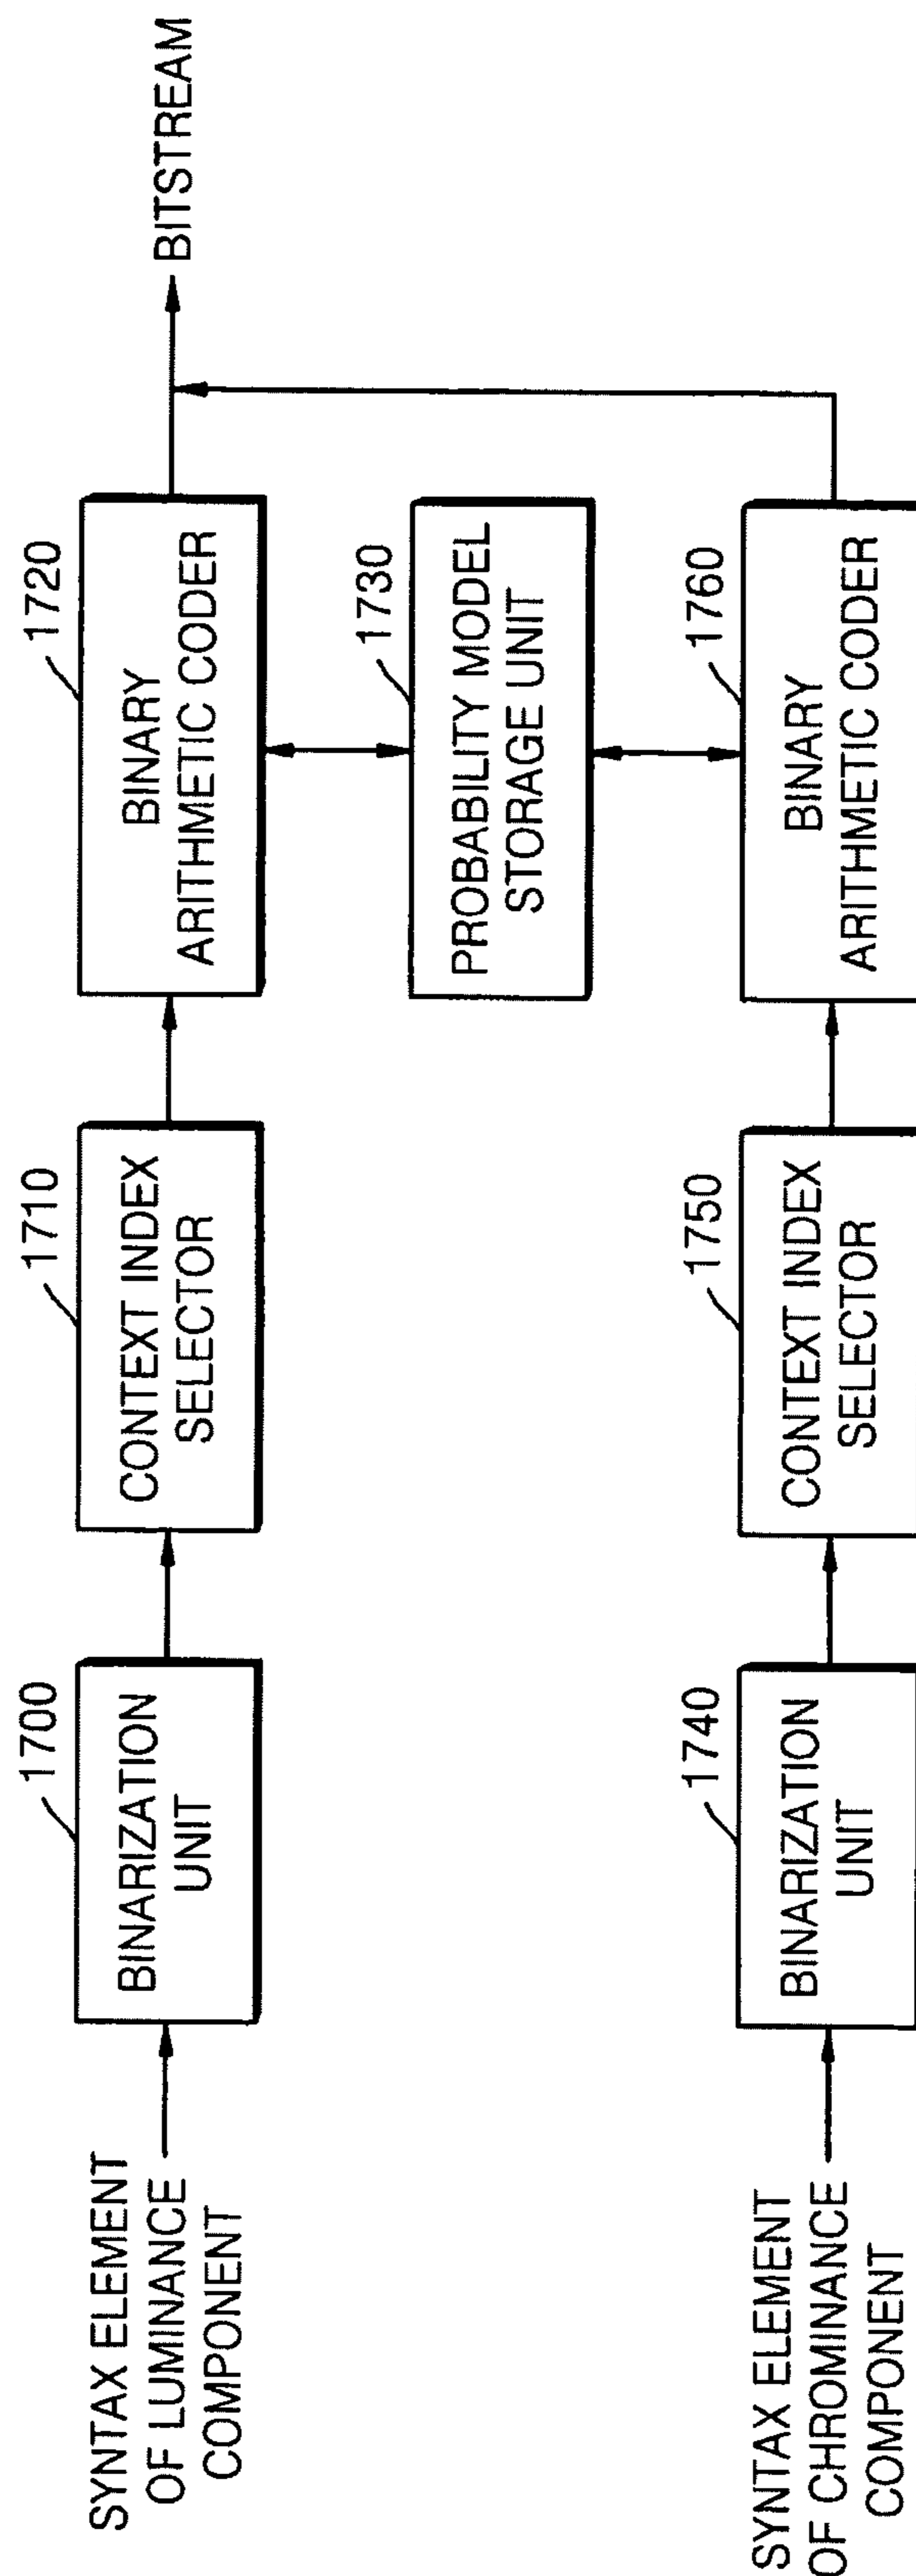 SYNTAX ELEMENT
OF LUMINANCE
COMPONENT
1700
BINARIZATION
UNIT
1710
CONTEXT INDEX
SELECTOR
1720
BINARY
ARITHMETIC CODER
BITSTREAM
1730
PROBABILITY MODEL
STORAGE UNIT
SYNTAX ELEMENT
OF CHROMINANCE
COMPONENT
1740
BINARIZATION
UNIT
1750
CONTEXT INDEX
SELECTOR
1760
BINARY
ARITHMETIC CODER